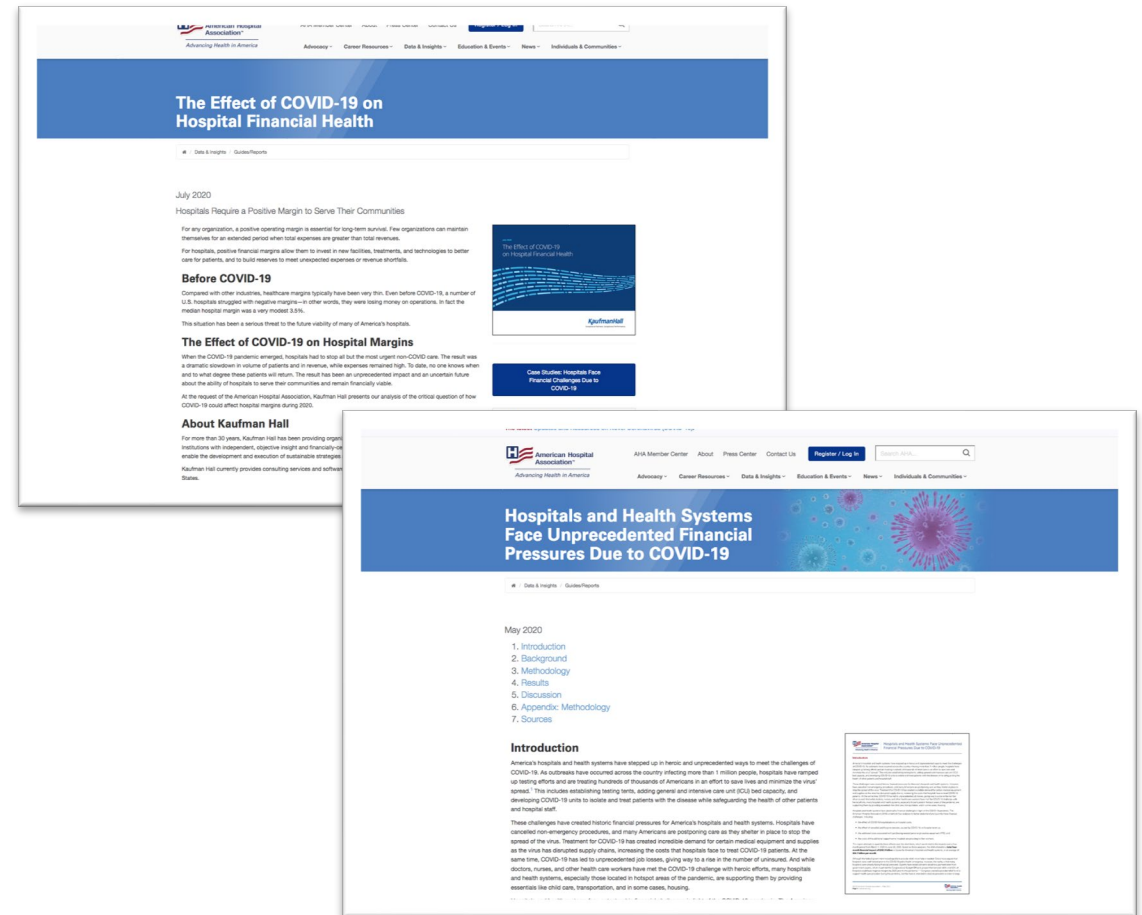 American Hospital
Association™
Advancing Health in America
Advocacy Career Resources Data & Insights Education & Events News Individuals & Communities
The Effect of COVID-19 on
Hospital Financial Health
/ Data & Insights / Guides/Reports
July 2020
Hospitals Require a Positive Margin to Serve Their Communities
For any organization, a positive operating margin is essential for long-term survival. Few organizations can maintain
themselves for an extended period when total expenses are greater than total revenues.
For hospitals, positive financial margins allow them to invest in new facilities, treatments, and technologies to better
care for patients, and to build reserves to meet unexpected expenses or revenue shortfalls.
Before COVID-19
Compared with other industries, healthcare margins typically have been very thin. Even before COVID-19, a number of
U.S. hospitals struggled with negative margins—in other words, they were losing money on operations. In fact the
median hospital margin was a very modest 3.5%.
This situation has been a serious threat to the future viability of many of America's hospitals.
The Effect of COVID-19 on Hospital Margins
When the COVID-19 pandemic emerged, hospitals had to stop all but the most urgent non-COVID care. The result was
a dramatic slowdown in volume of patients and in revenue, while expenses remained high. To date, no one knows when
and to what degree these patients will return. The result has been an unprecedented impact and an uncertain future
about the ability of hospitals to serve their communities and remain financially viable.
At the request of the American Hospital Association, Kaufman Hall presents our analysis of the critical question of how
COVID-19 could affect hospital margins during 2020.
About Kaufman Hall
For more than 30 years, Kaufman Hall has been providing
institutions with independent, objective insight and
enable the development and execution of sustainable strategies
Kaufman Hall currently provides consulting services and
States.
The Effect of COVID-19
on Hospital Financial Health
KaufmanHall
Case Studies: Hospitals Face
Financial Challenges Due to
COVID-19
American Hospital
Association™
Advancing Health in America
AHA Member Center About Press Center Contact Us Register / Log In Search AHA...
Advocacy Career Resources Data & Insights Education & Events News Individuals & Communities
Hospitals and Health Systems
Face Unprecedented Financial
Pressures Due to COVID-19
/ Data & Insights / Guides/Reports
May 2020
1. Introduction
2. Background
3. Methodology
4. Results
5. Discussion
6. Appendix: Methodology
7. Sources
Introduction
America's hospitals and health systems have stepped up in heroic and unprecedented ways to meet the challenges of
COVID-19. As outbreaks have occurred across the country infecting more than 1 million people, hospitals have ramped
up testing efforts and are treating hundreds of thousands of Americans in an effort to save lives and minimize the virus'
spread.1 This includes establishing testing tents, adding general and intensive care unit (ICU) bed capacity, and
developing COVID-19 units to isolate and treat patients with the disease while safeguarding the health of other patients
and hospital staff.
These challenges have created historic financial pressures for America's hospitals and health systems. Hospitals have
cancelled non-emergency procedures, and many Americans are postponing care as they shelter in place to stop the
spread of the virus. Treatment for COVID-19 has created incredible demand for certain medical equipment and supplies
as the virus has disrupted supply chains, increasing the costs that hospitals face to treat COVID-19 patients. At the
same time, COVID-19 has led to unprecedented job losses, giving way to a rise in the number of uninsured. And while
doctors, nurses, and other health care workers have met the COVID-19 challenge with heroic efforts, many hospitals
and health systems, especially those located in hotspot areas of the pandemic, are supporting them by providing
essentials like child care, transportation, and in some cases, housing.
Hospitals and Health Systems Face Unprecedented
Financial Pressures Due to COVID-19